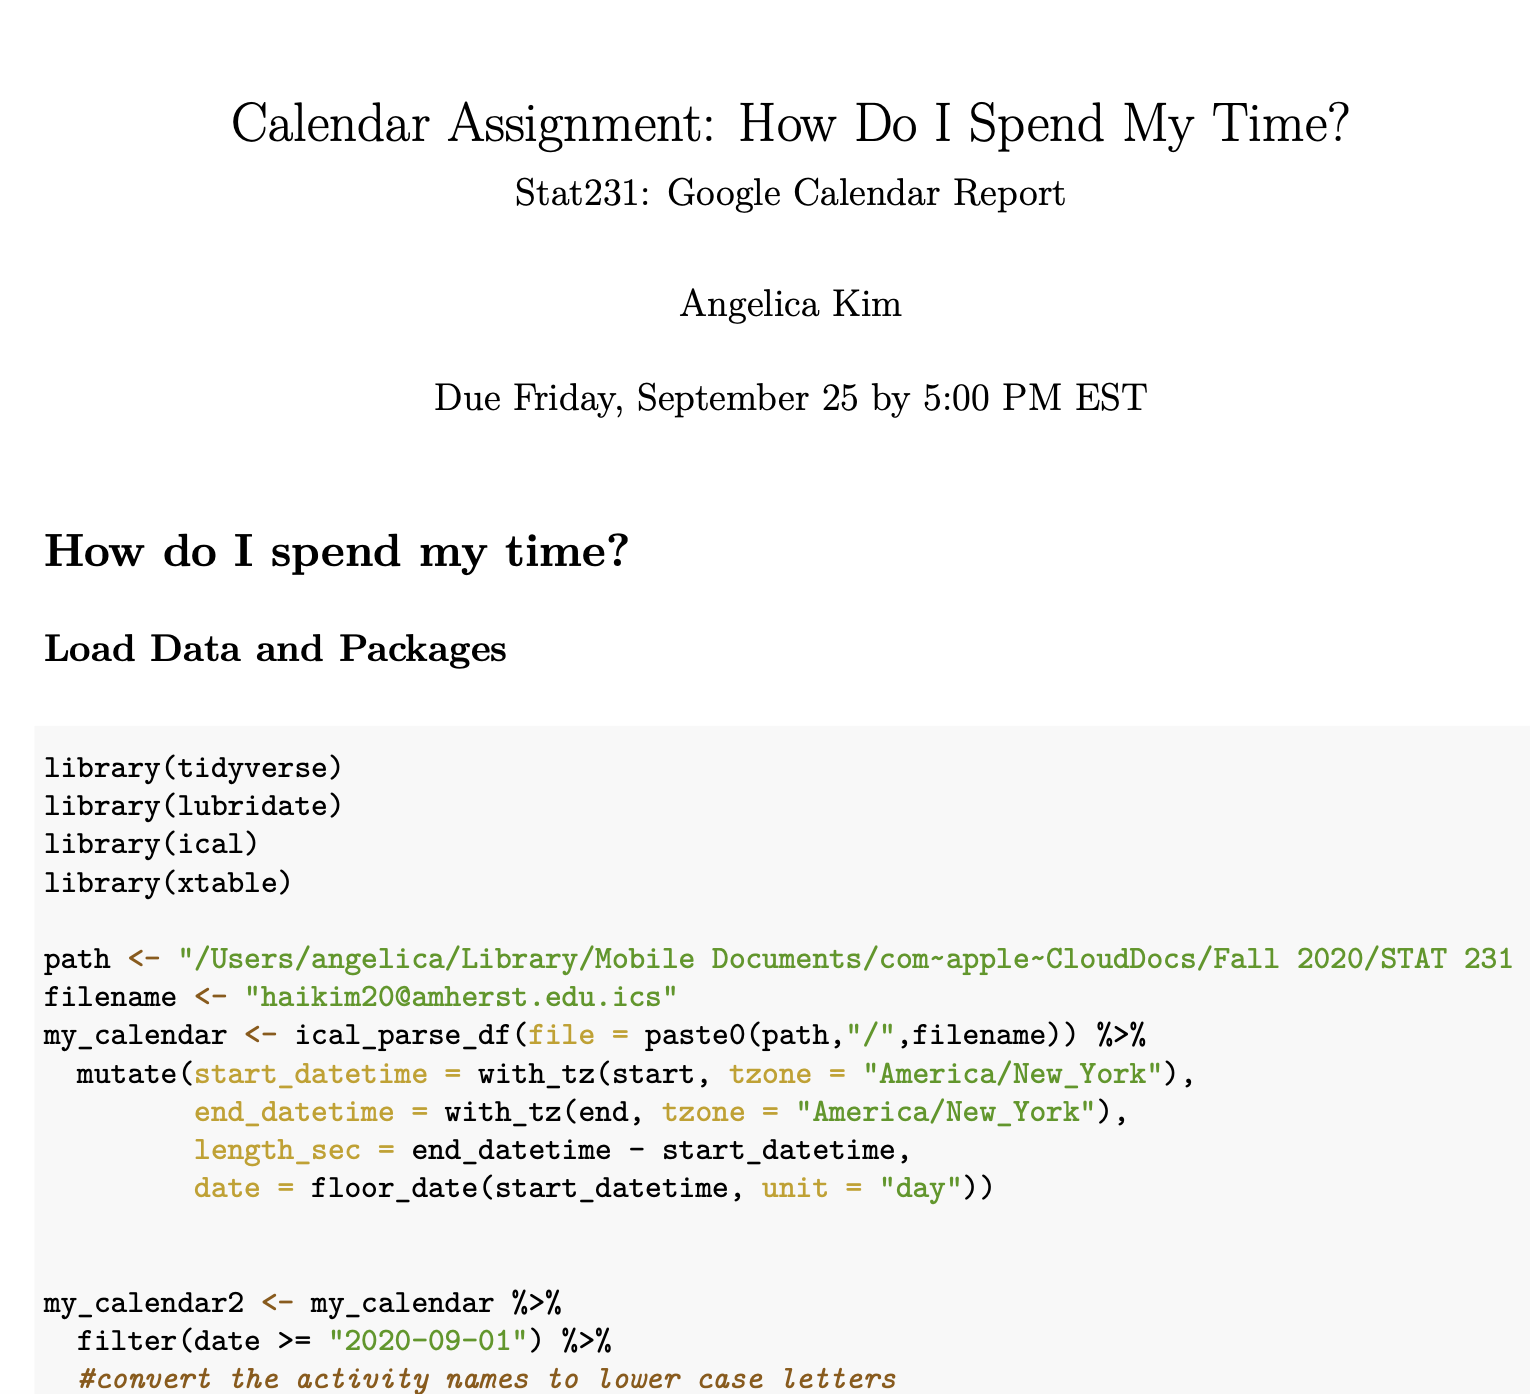 Calendar Assignment: How Do I Spend My Time?
Stat231: Google Calendar Report
Angelica Kim
Due Friday, September 25 by 5:00 PM EST
How do I spend my time?
Load Data and Packages
library(tidyverse)
library(lubridate)
library(ical)
library(xtable)
path <- "/Users/angelica/Library/Mobile Documents/com~apple~CloudDocs/Fall 2020/STAT 231
filename <- "haikim20@amherst.edu.ics"
my_calendar <- ical_parse_df(file = paste0(path,"/",filename)) %>%
  mutate(start_datetime = with_tz(start, tzone = "America/New_York"),
         end_datetime = with_tz(end, tzone = "America/New_York"),
         length_sec = end_datetime - start_datetime,
         date = floor_date(start_datetime, unit = "day"))
my_calendar2 <- my_calendar %>%
  filter(date >= "2020-09-01") %>%
  #convert the activity names to lower case letters